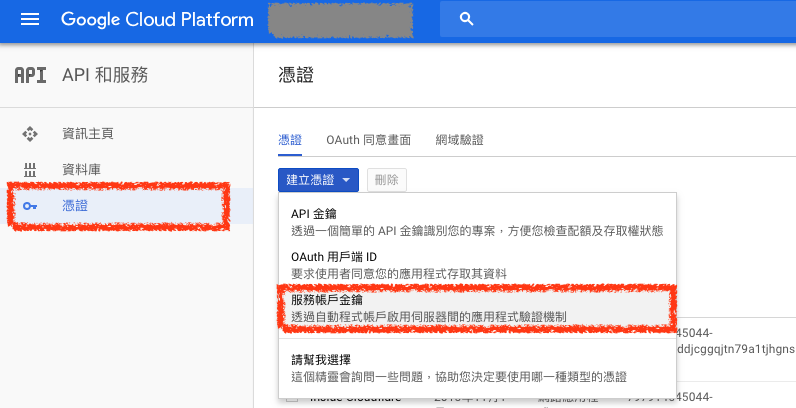 Google Cloud Platform
API API 和服務
憑證
資訊主頁
資料庫
憑證
憑證 OAuth 同意畫面 網域驗證
建立憑證 刪除
API 金鑰
透過一個簡單的 API 金鑰識別您的專案，方便您檢查配額及存取權狀態
OAuth 用戶端 ID
要求使用者同意您的應用程式存取其資料
服務帳戶金鑰
透過自動程式帳戶啟用伺服器間的應用程式驗證機制
45044-
ddjcggqjtn79a1tjhgns
請幫我選擇
這個精靈會詢問一些問題，協助您決定要使用哪一種類型的憑證